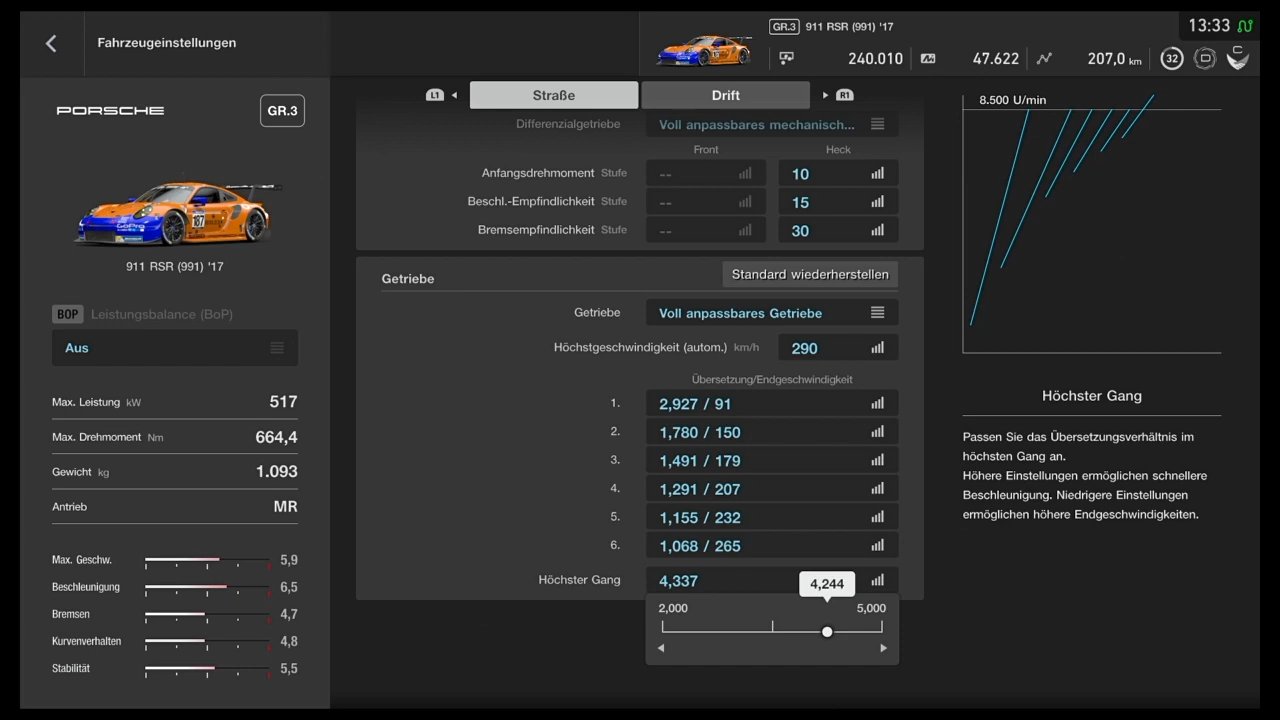 Fahrzeugeinstellungen
GR.3 911 RSR (991) '17
13:33
240.010 47.622 207,0 km 32 D C
PORSCHE GR.3
187
GoPro
911 RSR (991) '17
BOP Leistungsbalance (BoP)
Aus
Max. Leistung kW 517
Max. Drehmoment Nm 664,4
Gewicht kg 1.093
Antrieb MR
Max. Geschw. 5,9
Beschleunigung 6,5
Bremsen 4,7
Kurvenverhalten 4,8
Stabilität 5,5
L1 Straße Drift R1
Differenzialgetriebe Voll anpassbares mechanisch...
Front Heck
Anfangsdrehmoment Stufe -- 10
Beschl.-Empfindlichkeit Stufe -- 15
Bremsempfindlichkeit Stufe -- 30
Getriebe Standard wiederherstellen
Getriebe Voll anpassbares Getriebe
Höchstgeschwindigkeit (autom.) km/h 290
Übersetzung/Endgeschwindigkeit
1. 2,927 / 91
2. 1,780 / 150
3. 1,491 / 179
4. 1,291 / 207
5. 1,155 / 232
6. 1,068 / 265
Höchster Gang 4,337
4,244
2,000 5,000
8.500 U/min
Höchster Gang
Passen Sie das Übersetzungsverhältnis im
höchsten Gang an.
Höhere Einstellungen ermöglichen schnellere
Beschleunigung. Niedrigere Einstellungen
ermöglichen höhere Endgeschwindigkeiten.